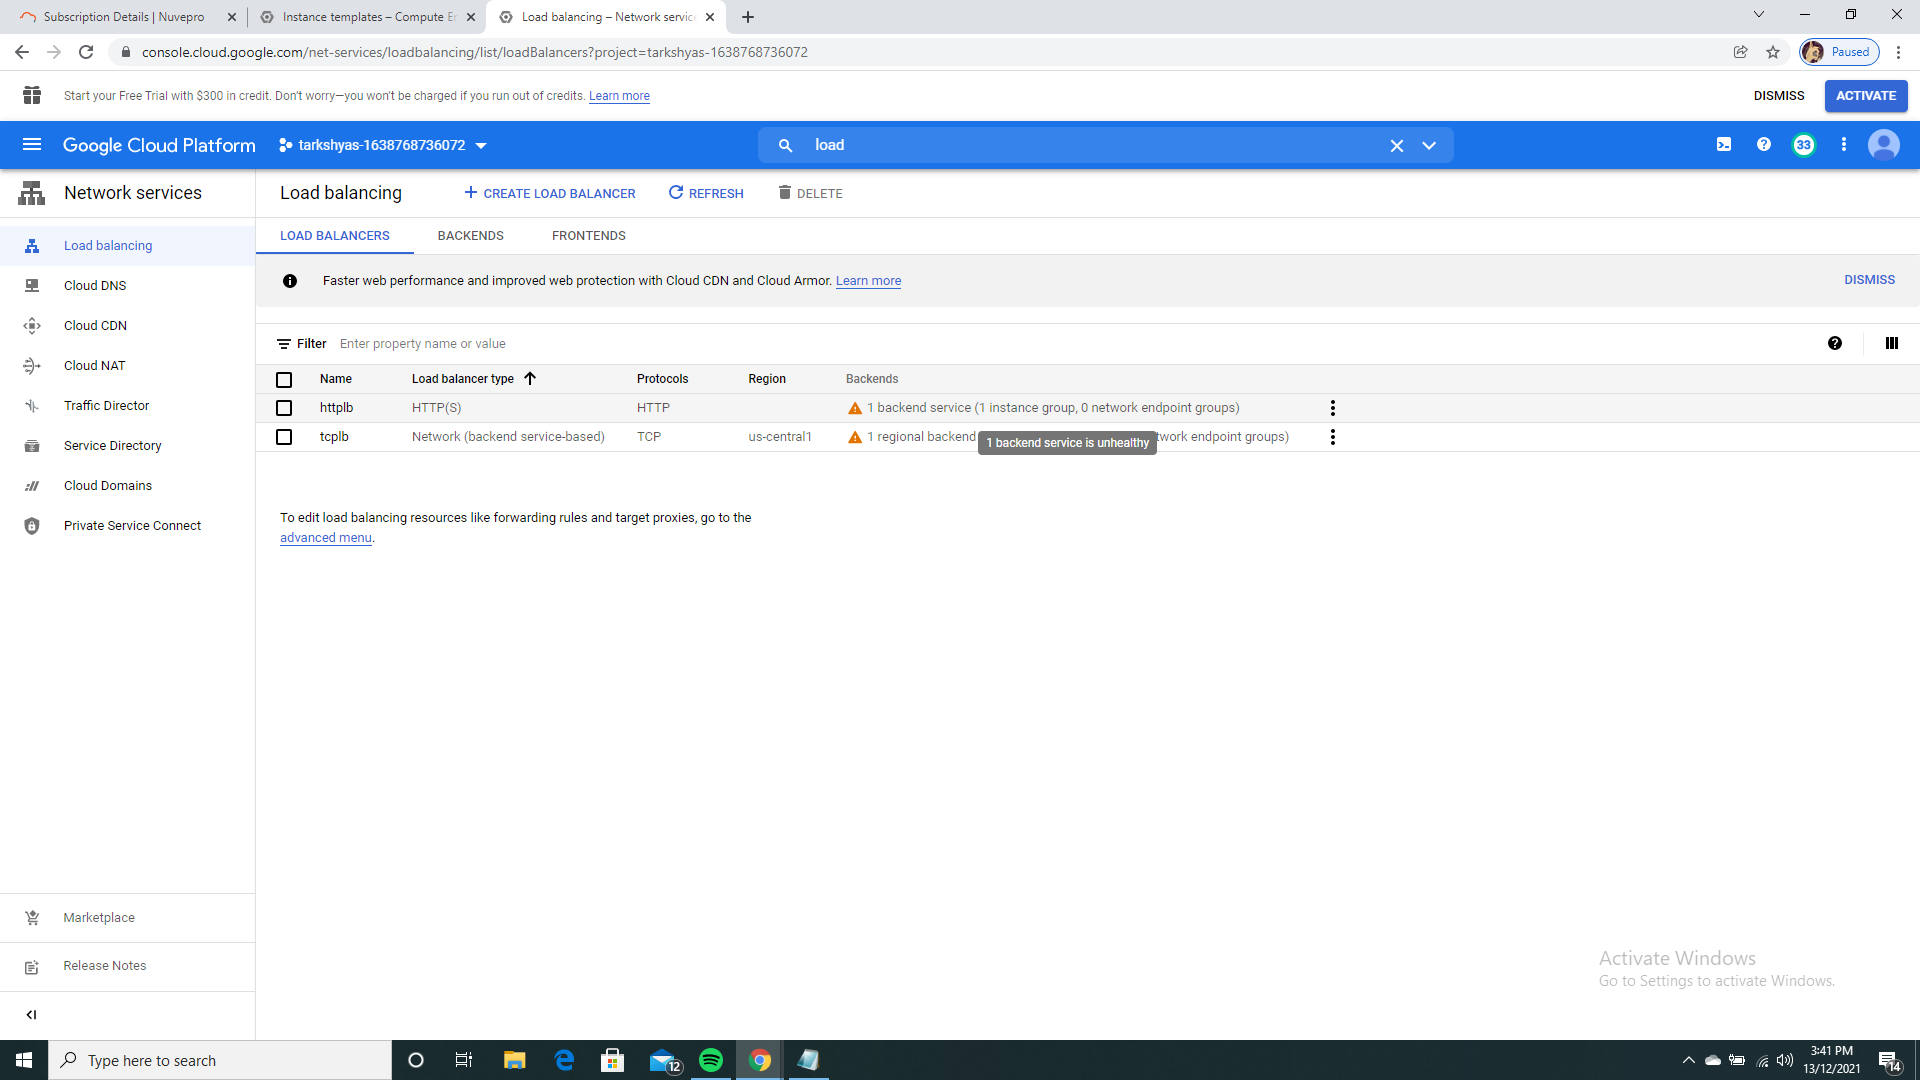 Subscription Details | Nuvepro
Instance templates – Compute En
Load balancing – Network service
console.cloud.google.com/net-services/loadbalancing/list/loadBalancers?project=tarkshyas-1638768736072
Paused
Start your Free Trial with $300 in credit. Don't worry—you won't be charged if you run out of credits. Learn more
DISMISS
ACTIVATE
Google Cloud Platform
tarkshyas-1638768736072
load
33
Network services
Load balancing
CREATE LOAD BALANCER
REFRESH
DELETE
Load balancing
Cloud DNS
Cloud CDN
Cloud NAT
Traffic Director
Service Directory
Cloud Domains
Private Service Connect
LOAD BALANCERS
BACKENDS
FRONTENDS
Faster web performance and improved web protection with Cloud CDN and Cloud Armor. Learn more
DISMISS
Filter Enter property name or value
Name Load balancer type Protocols Region Backends
httplb HTTP(S) HTTP 1 backend service (1 instance group, 0 network endpoint groups)
tcplb Network (backend service-based) TCP us-central1 1 regional backend twork endpoint groups)
1 backend service is unhealthy
To edit load balancing resources like forwarding rules and target proxies, go to the
advanced menu.
Marketplace
Release Notes
Activate Windows
Go to Settings to activate Windows.
Type here to search
12
3:41 PM
13/12/2021
14